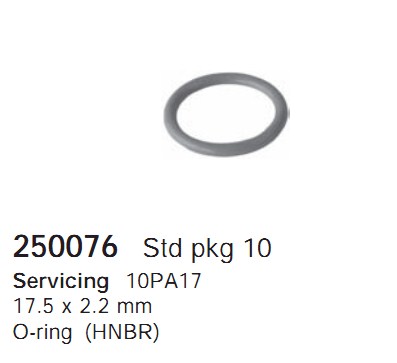 250076 Std pkg 10
Servicing 10PA17
17.5 x 2.2 mm
O-ring (HNBR)